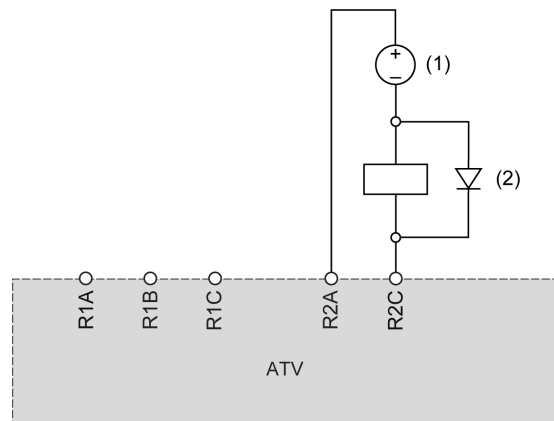 +
−
(1)
(2)
R1A
R1B
R1C
R2A
R2C
ATV